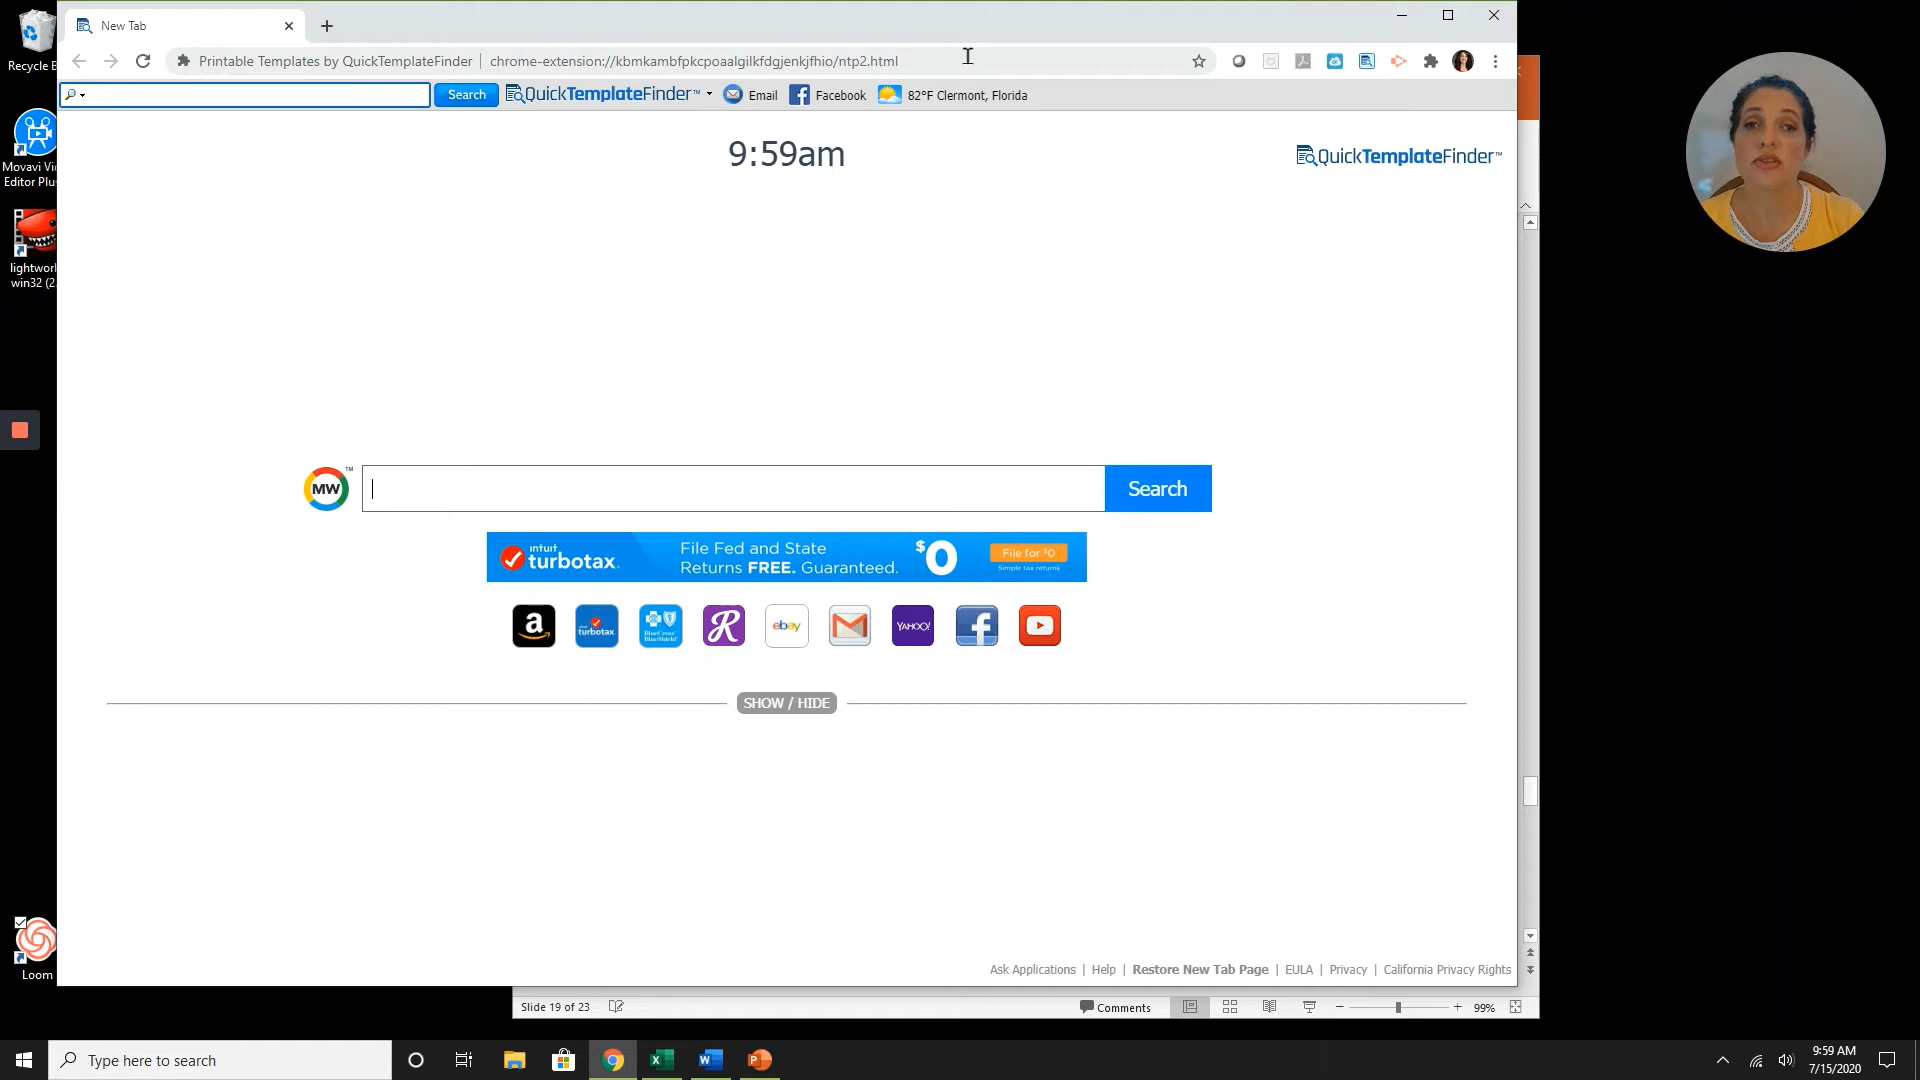 New Tab
Printable Templates by QuickTemplateFinder | chrome-extension://kbmkambfpkcpoaalgilkfdgjenkjfhio/ntp2.html
Search
QuickTemplateFinder™
Email
Facebook
82°F Clermont, Florida
9:59am
QuickTemplateFinder™
MW™
Search
intuit turbotax.
File Fed and State
Returns FREE. Guaranteed.
$0
File for $0
Simple tax returns
a
turbotax
BlueCross BlueShield
R
ebay
YAHOO!
f
SHOW / HIDE
Ask Applications | Help | Restore New Tab Page | EULA | Privacy | California Privacy Rights
Recycle B
Movavi Vi
Editor Plus
lightwor
win32 (2.
Loom
Slide 19 of 23
Comments
99%
Type here to search
9:59 AM
7/15/2020